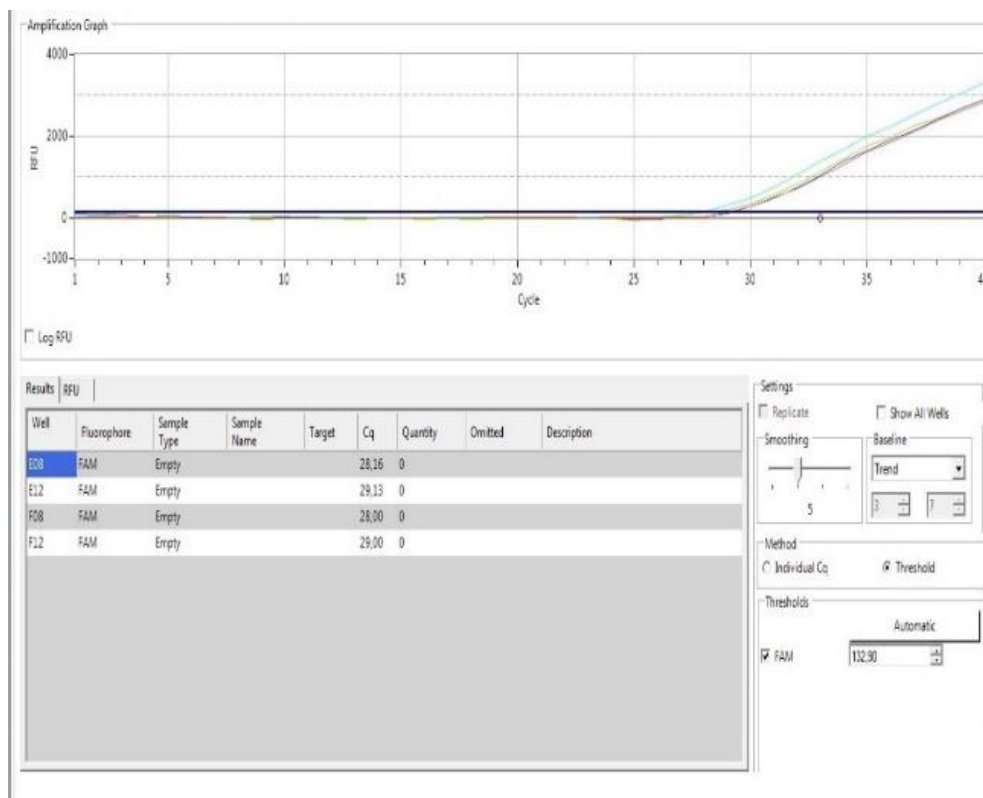 Amplification Graph
4000
2000
0
-1000
RFU
1 5 10 15 20 25 30 35 4
Cycle
Log RFU
Results RFU
Well Fluorophore Sample Type Sample Name Target Cq Quantity Omitted Description
E08 FAM Empty 28,16 0
E12 FAM Empty 29,13 0
F08 FAM Empty 28,00 0
F12 FAM Empty 29,00 0
Settings
Replicate Show All Wells
Smoothing
5
Baseline
Trend
3 7
Method
Individual Cq Threshold
Thresholds
Automatic
FAM 132,90